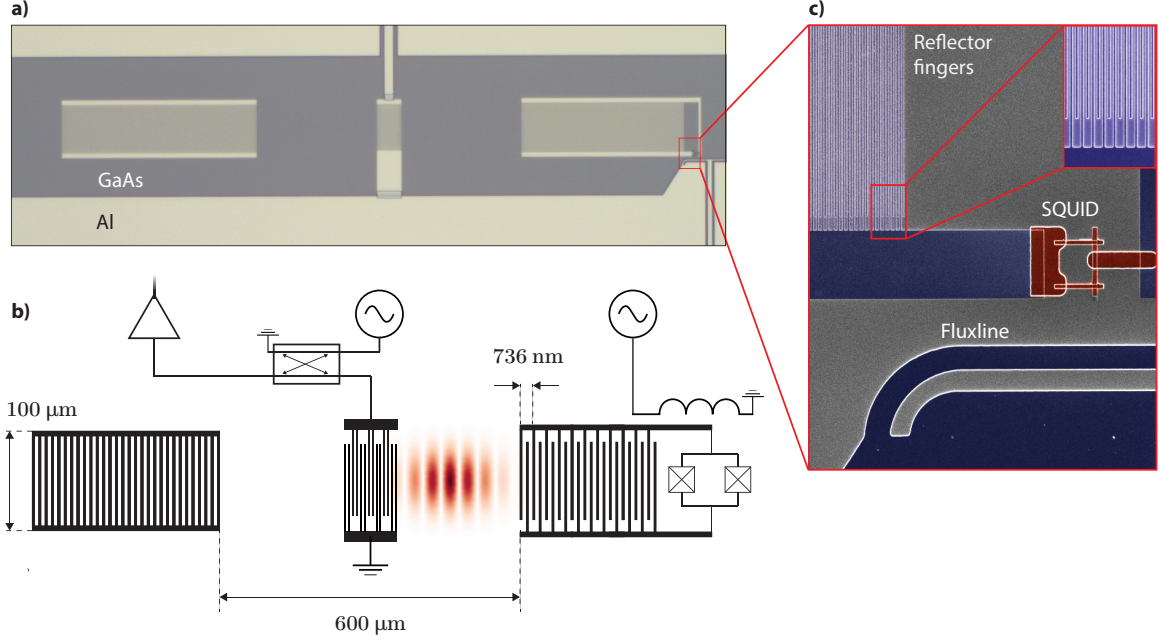 a)
GaAs
Al
b)
736 nm
100 μm
600 μm
c)
Reflector
fingers
SQUID
Fluxline